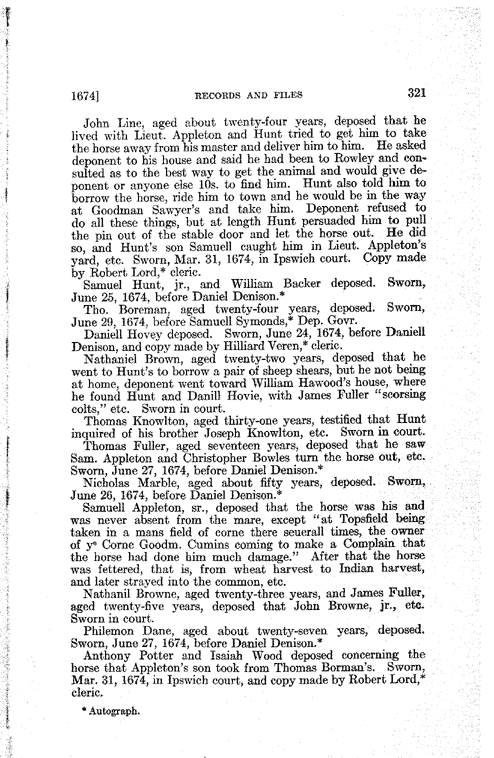 1674] RECORDS AND FILES 321
John Line, aged about twenty-four years, deposed that he
lived with Lieut. Appleton and Hunt tried to get him to take
the horse away from his master and deliver him to him. He asked
deponent to his house and said he had been to Rowley and con-
sulted as to the best way to get the animal and would give de-
ponent or anyone else 10s. to find him. Hunt also told him to
borrow the horse, ride him to town and he would be in the way
at Goodman Sawyer's and take him. Deponent refused to
do all these things, but at length Hunt persuaded him to pull
the pin out of the stable door and let the horse out. He did
so, and Hunt's son Samuell caught him in Lieut. Appleton's
yard, etc. Sworn, Mar. 31, 1674, in Ipswich court. Copy made
by Robert Lord,* cleric.
Samuel Hunt, jr., and William Backer deposed. Sworn,
June 25, 1674, before Daniel Denison.*
Tho. Boreman, aged twenty-four years, deposed. Sworn,
June 29, 1674, before Samuell Symonds,* Dep. Govr.
Daniell Hovey deposed. Sworn, June 24, 1674, before Daniell
Denison, and copy made by Hilliard Veren,* cleric.
Nathaniel Brown, aged twenty-two years, deposed that he
went to Hunt's to borrow a pair of sheep shears, but he not being
at home, deponent went toward William Hawood's house, where
he found Hunt and Danill Hovie, with James Fuller "scorsing
colts," etc. Sworn in court.
Thomas Knowlton, aged thirty-one years, testified that Hunt
inquired of his brother Joseph Knowlton, etc. Sworn in court.
Thomas Fuller, aged seventeen years, deposed that he saw
Sam. Appleton and Christopher Bowles turn the horse out, etc.
Sworn, June 27, 1674, before Daniel Denison.*
Nicholas Marble, aged about fifty years, deposed. Sworn,
June 26, 1674, before Daniel Denison.*
Samuell Appleton, sr., deposed that the horse was his and
was never absent from the mare, except "at Topsfield being
taken in a mans field of corne there seuerall times, the owner
of yᵉ Corne Goodm. Cumins coming to make a Complain that
the horse had done him much damage." After that the horse
was fettered, that is, from wheat harvest to Indian harvest,
and later strayed into the common, etc.
Nathanil Browne, aged twenty-three years, and James Fuller,
aged twenty-five years, deposed that John Browne, jr., etc.
Sworn in court.
Philemon Dane, aged about twenty-seven years, deposed.
Sworn, June 27, 1674, before Daniel Denison.*
Anthony Potter and Isaiah Wood deposed concerning the
horse that Appleton's son took from Thomas Borman's. Sworn,
Mar. 31, 1674, in Ipswich court, and copy made by Robert Lord,*
cleric.
* Autograph.